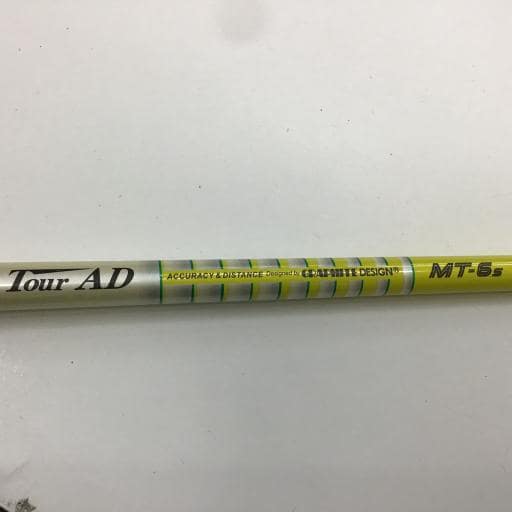 Tour AD ACCURACY & DISTANCE Designed by GRAPHITE DESIGN® MT-6s